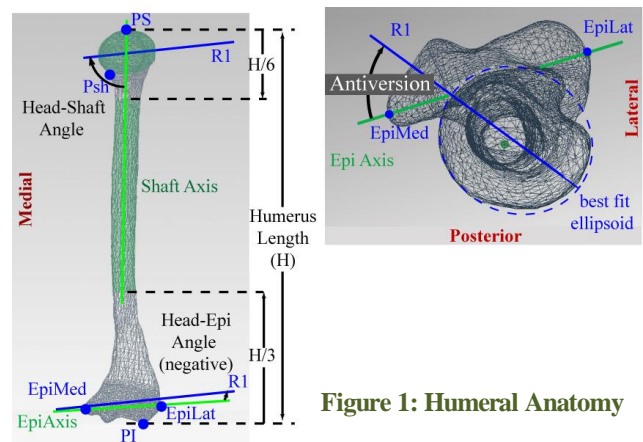 PS
R1
H/6
Psh
Head-Shaft
Angle
Shaft Axis
Medial
Humerus
Length
(H)
Head-Epi
Angle
(negative)
H/3
EpiMed
R1
EpiAxis
EpiLat
PI
R1
EpiLat
Antiversion
EpiMed
Epi Axis
Lateral
best fit
ellipsoid
Posterior
Figure 1: Humeral Anatomy